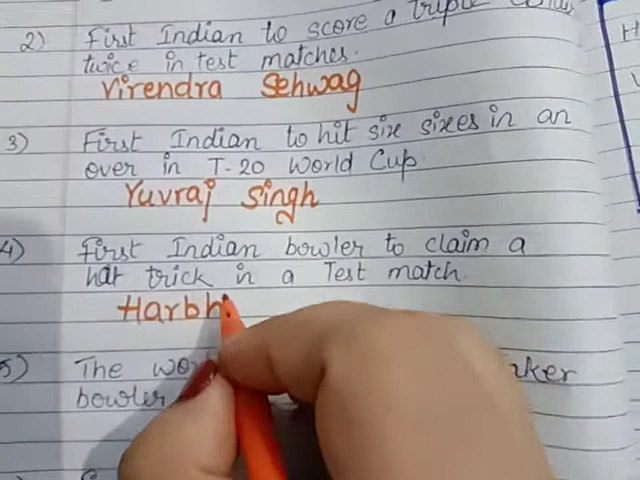 2) First Indian to score a triple
twice in test matches.
Virendra Sehwag
3) First Indian to hit six sixes in an
over in T-20 World Cup.
Yuvraj Singh
4) First Indian bowler to claim a
hat trick in a Test match.
Harbh
5) The
bowler